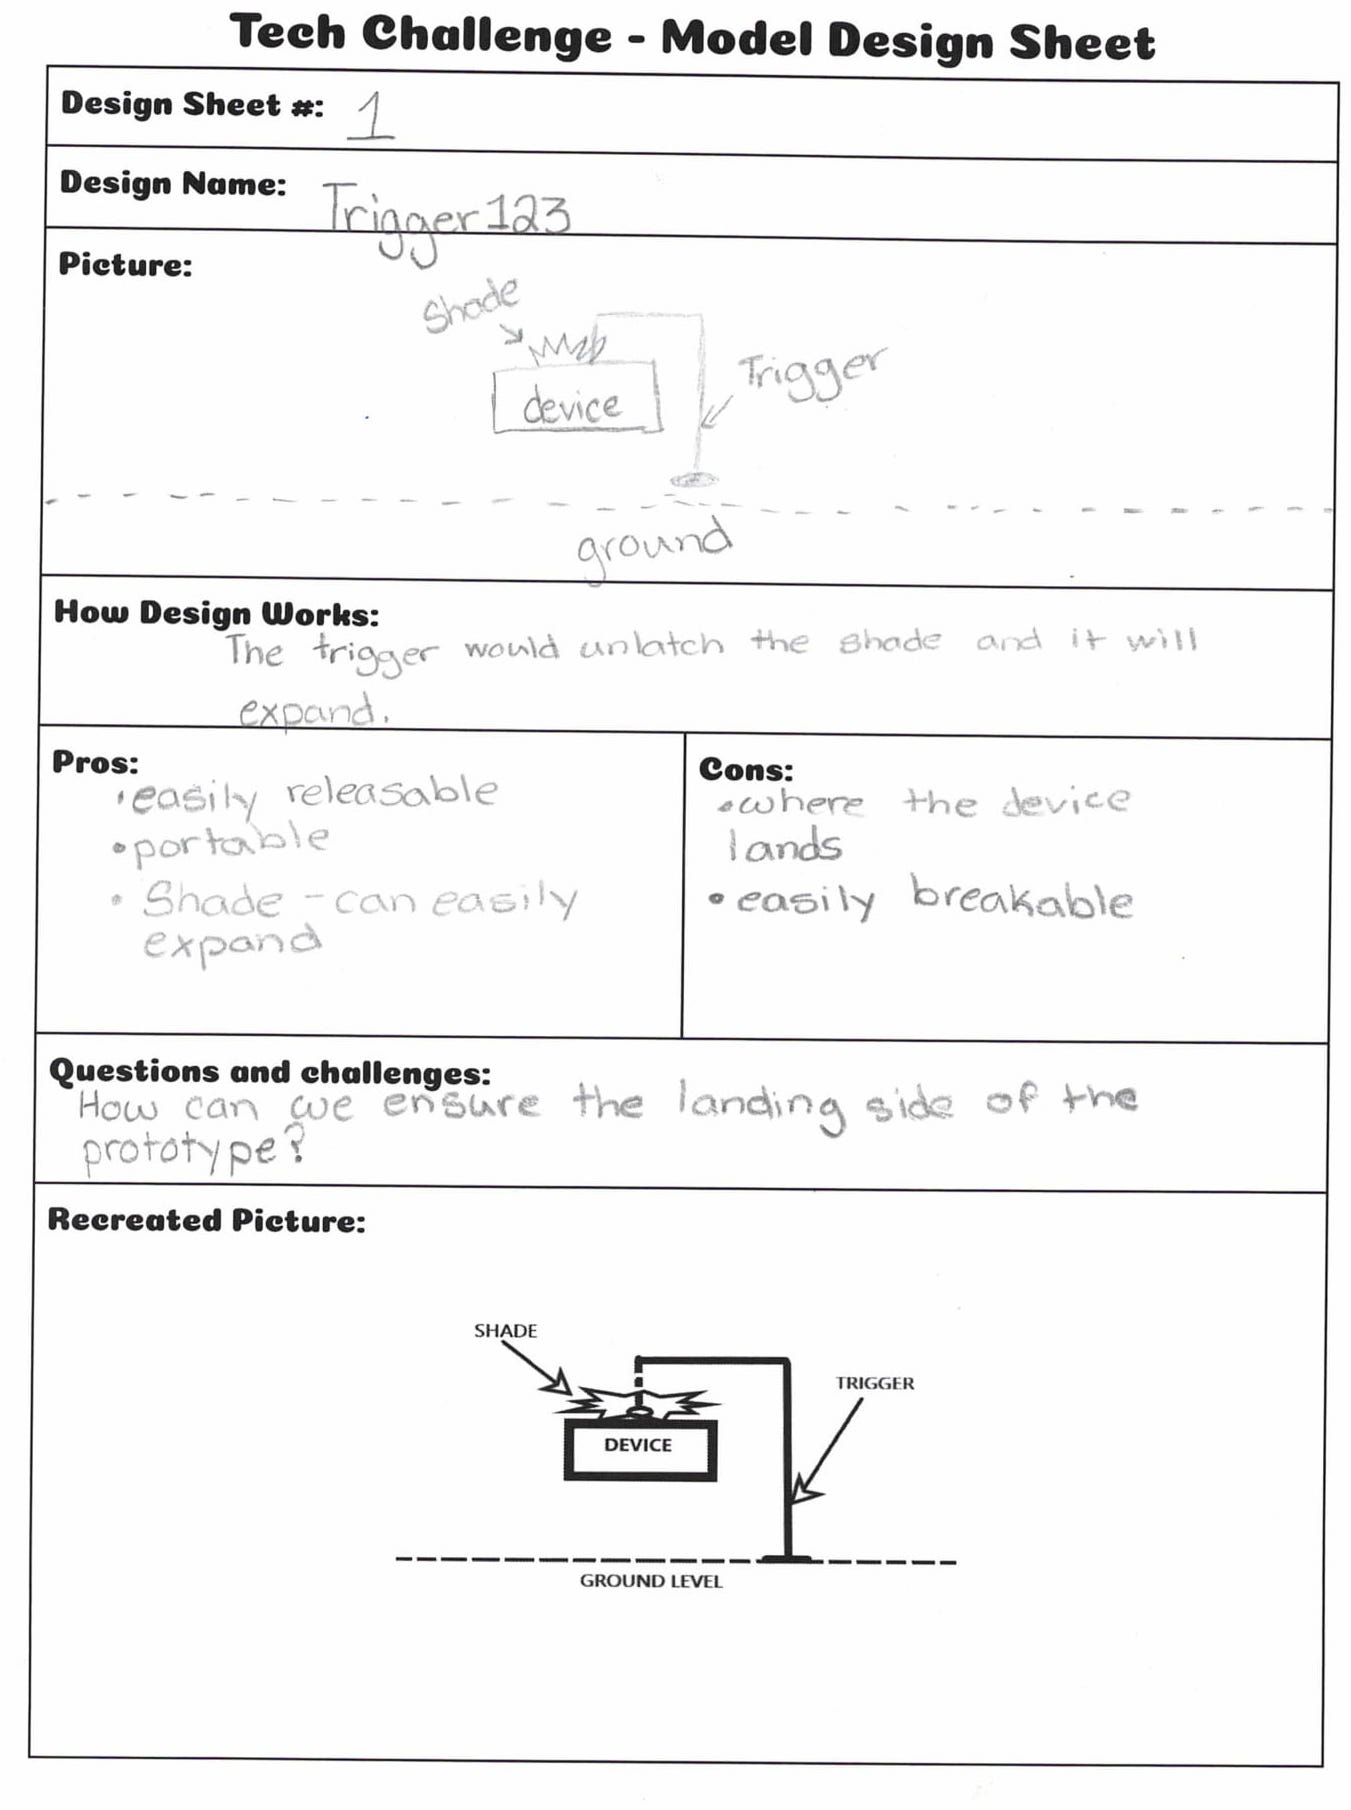 Tech Challenge - Model Design Sheet
Design Sheet #: 1
Design Name: Trigger123
Picture:
Shade
Trigger
device
ground
How Design Works:
The trigger would unlatch the shade and it will
expand.
Pros:
• easily releasable
• portable
• Shade - can easily
expand
Cons:
• where the device
lands
• easily breakable
Questions and challenges:
How can we ensure the landing side of the
prototype?
Recreated Picture:
SHADE
TRIGGER
DEVICE
GROUND LEVEL